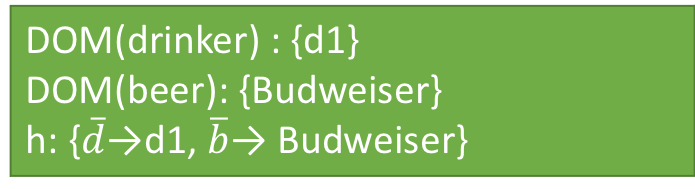 DOM(drinker) : {d1}
DOM(beer): {Budweiser}
h: {d̄→d1, b̄→ Budweiser}